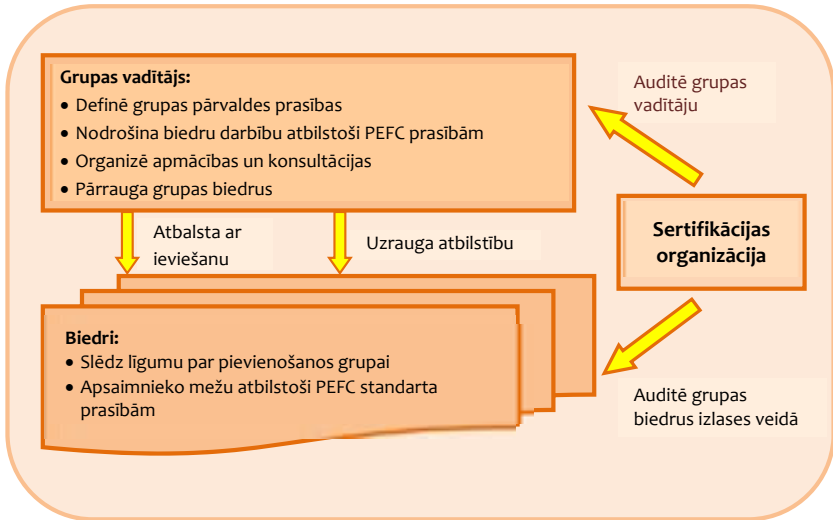 Grupas vadītājs:
• Definē grupas pārvaldes prasības
• Nodrošina biedru darbību atbilstoši PEFC prasībām
• Organizē apmācības un konsultācijas
• Pārrauga grupas biedrus
Auditē grupas
vadītāju
Sertifikācijas
organizācija
Atbalsta ar
ieviešanu
Uzrauga atbilstību
Biedri:
• Slēdz līgumu par pievienošanos grupai
• Apsaimnieko mežu atbilstoši PEFC standarta
prasībām
Auditē grupas
biedrus izlases veidā